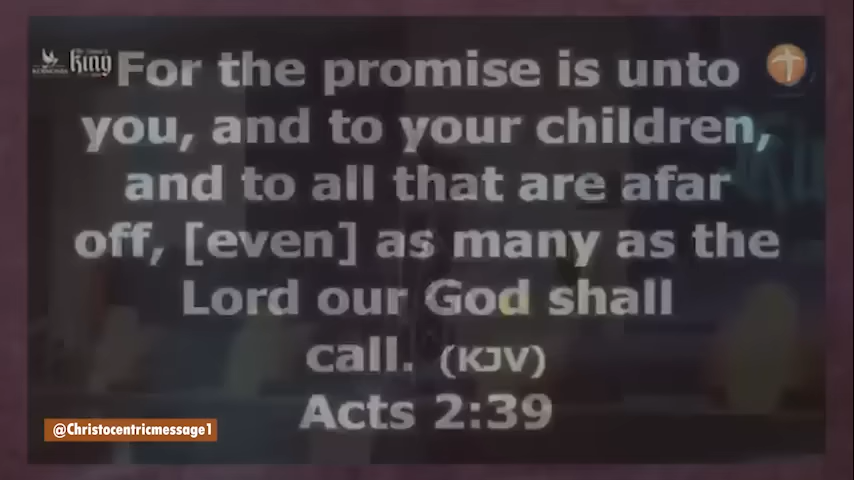 King
For the promise is unto
you, and to your children,
and to all that are afar
off, [even] as many as the
Lord our God shall
call. (KJV)
Acts 2:39
@Christocentricmessage1